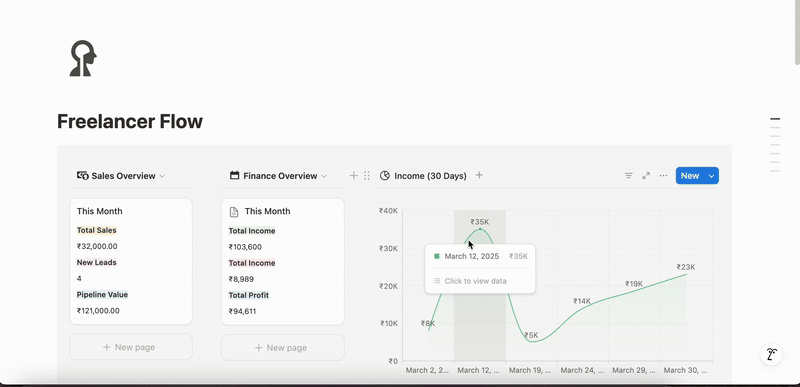 Freelancer Flow
Sales Overview
Finance Overview
Income (30 Days)
New
This Month
Total Sales
₹32,000.00
New Leads
4
Pipeline Value
₹121,000.00
New page
This Month
Total Income
₹103,600
Total Income
₹8,989
Total Profit
₹94,611
New page
₹40K
₹30K
₹20K
₹10K
₹0
₹8K
₹35K
₹5K
₹14K
₹19K
₹23K
March 12, 2025 ₹35K
Click to view data
March 2, 2...
March 12, ...
March 19, ...
March 24, ...
March 29, ...
March 30, ...